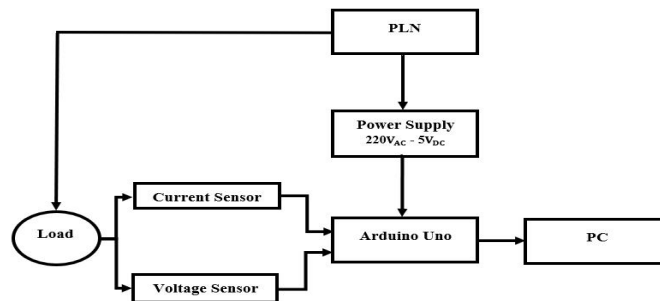 PLN
Power Supply
220VAC - 5VDC
Current Sensor
Load
Arduino Uno
PC
Voltage Sensor